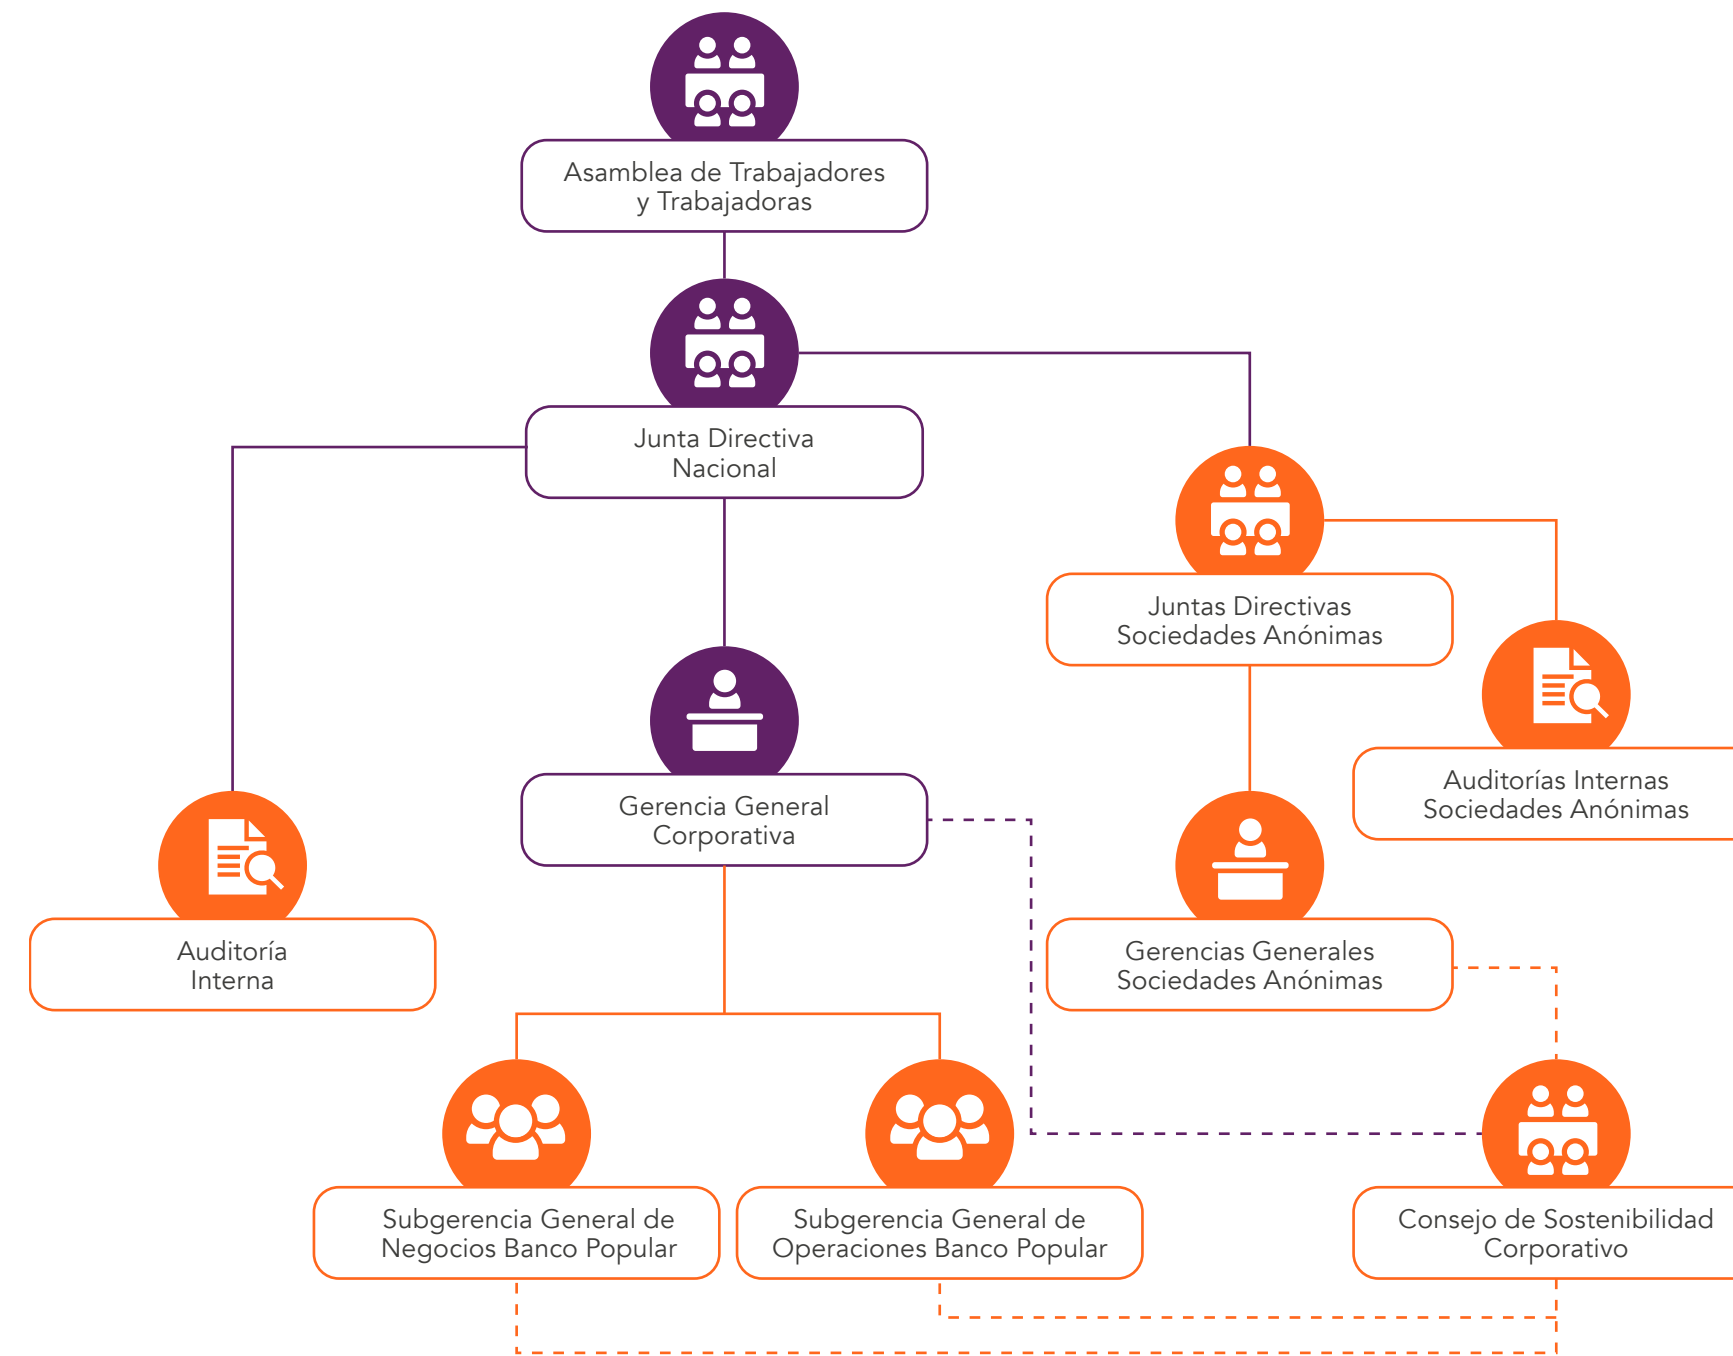 Asamblea de Trabajadores
y Trabajadoras
Junta Directiva
Nacional
Juntas Directivas
Sociedades Anónimas
Auditorías Internas
Sociedades Anónimas
Gerencia General
Corporativa
Auditoría
Interna
Gerencias Generales
Sociedades Anónimas
Subgerencia General de
Negocios Banco Popular
Subgerencia General de
Operaciones Banco Popular
Consejo de Sostenibilidad
Corporativo